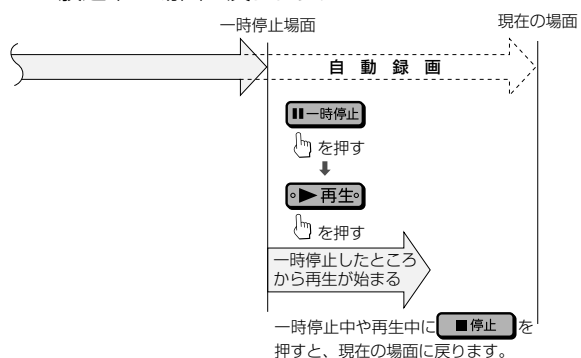 一時停止場面
現在の場面
自動録画
一時停止
を押す
再生
を押す
一時停止したところ
から再生が始まる
一時停止中や再生中に 停止 を
押すと、現在の場面に戻ります。